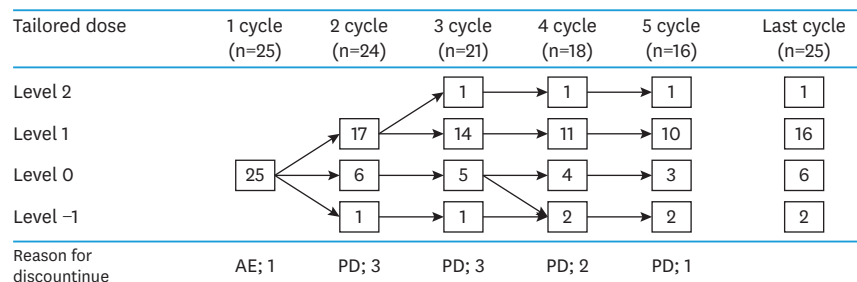 Tailored dose 1 cycle 2 cycle 3 cycle 4 cycle 5 cycle Last cycle
(n=25) (n=24) (n=21) (n=18) (n=16) (n=25)
Level 2 1 1 1 1
Level 1 17 14 11 10 16
Level 0 25 6 5 4 3 6
Level −1 1 1 2 2 2
Reason for
discountinue AE; 1 PD; 3 PD; 3 PD; 2 PD; 1